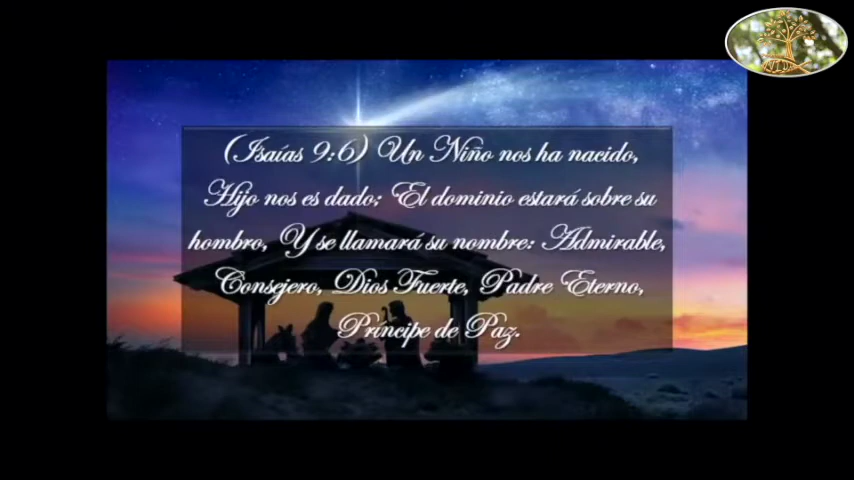 (Isaías 9:6) Un Niño nos ha nacido,
Hijo nos es dado; El dominio estará sobre su
hombro, Y se llamará su nombre: Admirable,
Consejero, Dios Fuerte, Padre Eterno,
Príncipe de Paz.